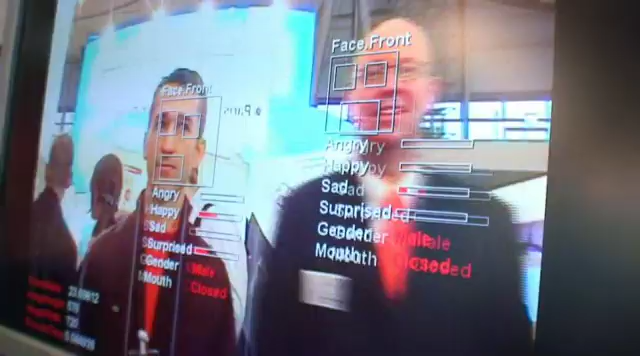 Face.Front
Angry
Happy
Sad
Surprised
Gender Male
Mouth Closed
Face.Front
Angry
Happy
Sad
Surprised
Gender Male
Mouth Closed